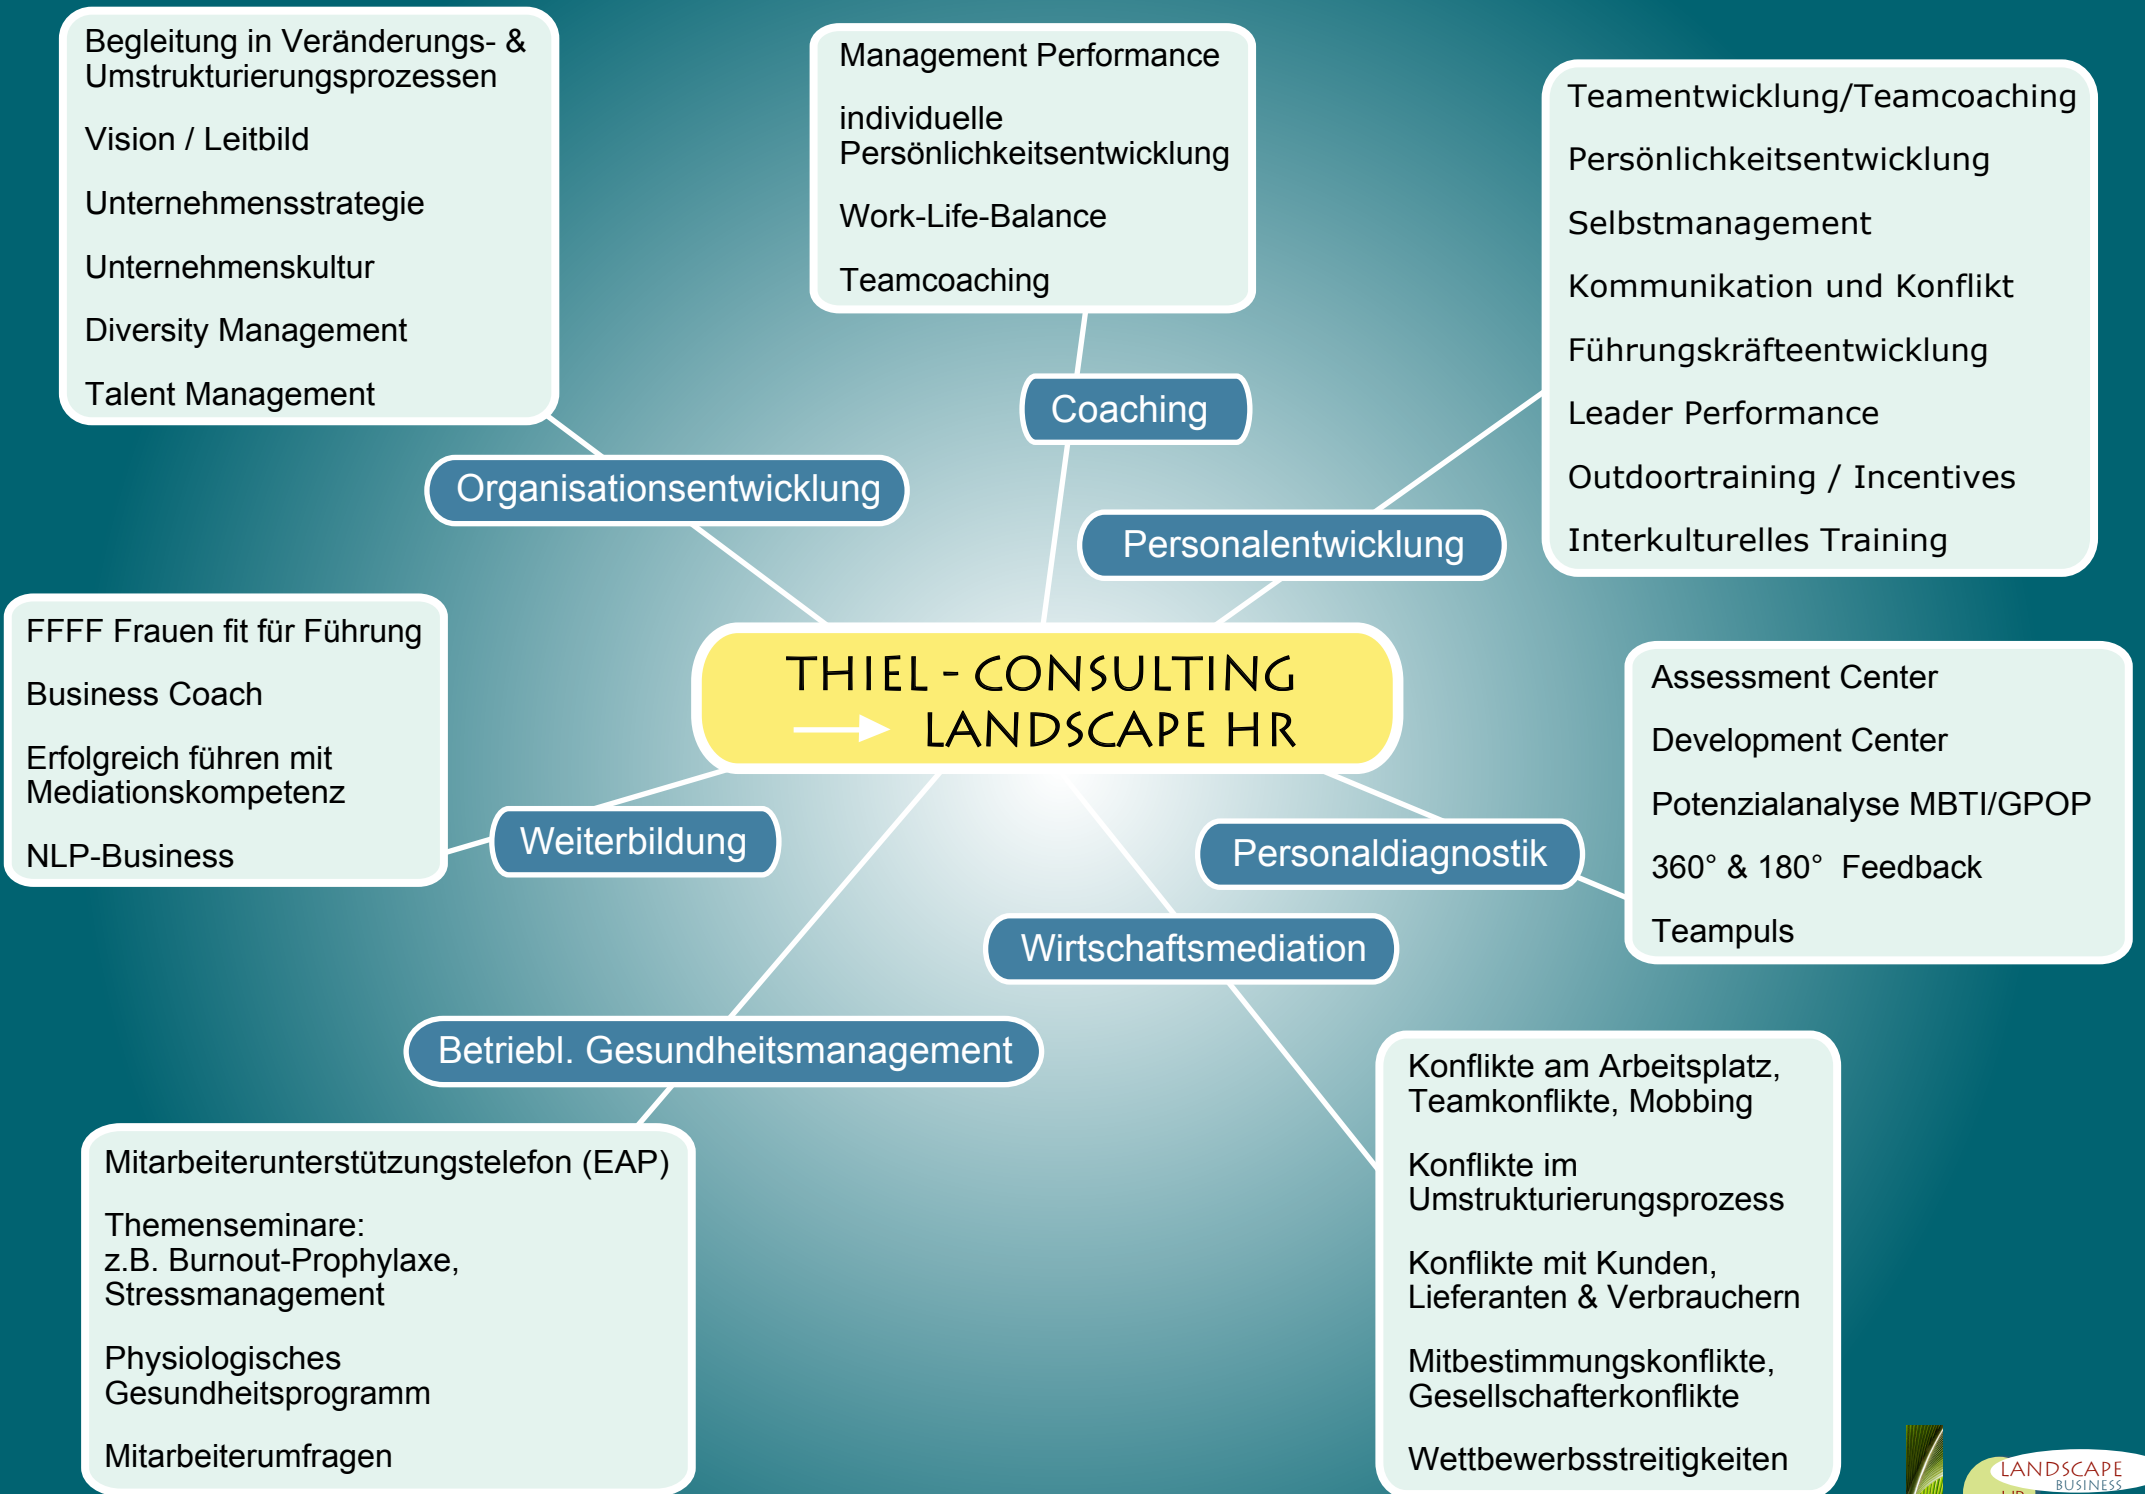 Begleitung in Veränderungs- &
Umstrukturierungsprozessen
Vision / Leitbild
Unternehmensstrategie
Unternehmenskultur
Diversity Management
Talent Management
Organisationsentwicklung
Management Performance
individuelle
Persönlichkeitsentwicklung
Work-Life-Balance
Teamcoaching
Coaching
Teamentwicklung/Teamcoaching
Persönlichkeitsentwicklung
Selbstmanagement
Kommunikation und Konflikt
Führungskräfteentwicklung
Leader Performance
Outdoortraining / Incentives
Interkulturelles Training
Personalentwicklung
THIEL - CONSULTING
LANDSCAPE HR
FFFF Frauen fit für Führung
Business Coach
Erfolgreich führen mit
Mediationskompetenz
NLP-Business
Weiterbildung
Assessment Center
Development Center
Potenzialanalyse MBTI/GPOP
360° & 180°  Feedback
Teampuls
Personaldiagnostik
Wirtschaftsmediation
Konflikte am Arbeitsplatz,
Teamkonflikte, Mobbing
Konflikte im
Umstrukturierungsprozess
Konflikte mit Kunden,
Lieferanten & Verbrauchern
Mitbestimmungskonflikte,
Gesellschafterkonflikte
Wettbewerbsstreitigkeiten
Betriebl. Gesundheitsmanagement
Mitarbeiterunterstützungstelefon (EAP)
Themenseminare:
z.B. Burnout-Prophylaxe,
Stressmanagement
Physiologisches
Gesundheitsprogramm
Mitarbeiterumfragen
LANDSCAPE
BUSINESS